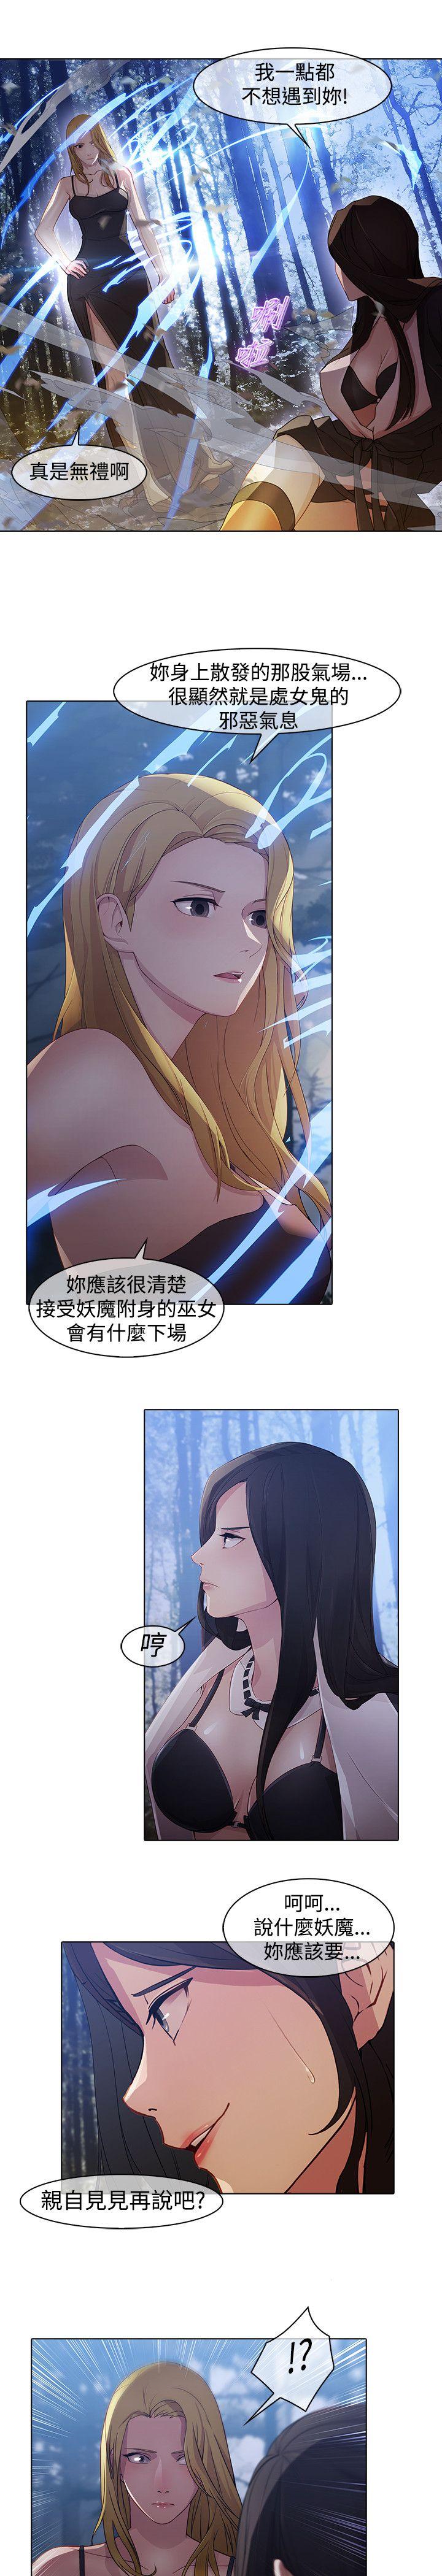 我一點都
不想遇到妳!
啊!
啦
真是無禮啊
妳身上散發的那股氣場...
很顯然就是處女鬼的
邪惡氣息
妳應該很清楚
接受妖魔附身的巫女
會有什麼下場
哼
呵呵...
說什麼妖魔...
妳應該要...
親自見見再說吧?
!?